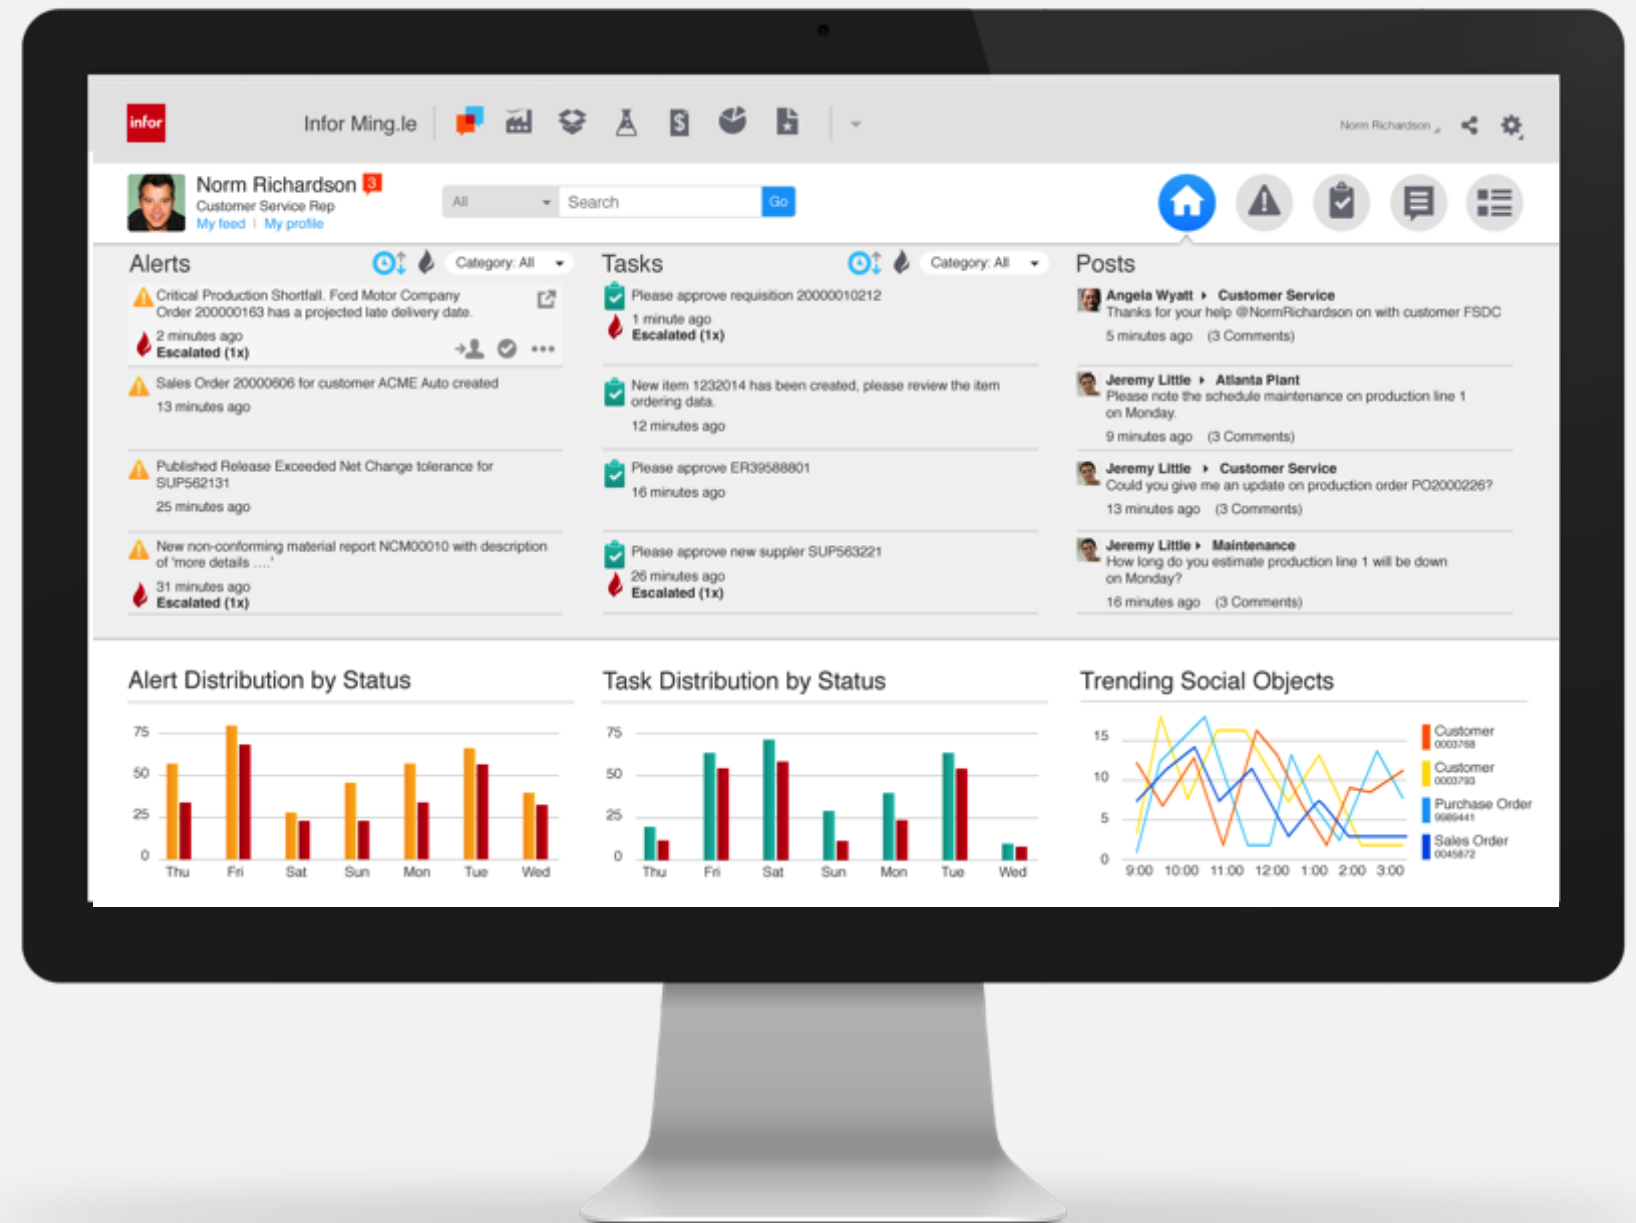 infor
Infor Ming.le
Norm Richardson
Norm Richardson 3
Customer Service Rep
My feed | My profile
All
Search
Go
Alerts
Category: All
Critical Production Shortfall. Ford Motor Company
Order 200000163 has a projected late delivery date.
2 minutes ago
Escalated (1x)
Sales Order 20000606 for customer ACME Auto created
13 minutes ago
Published Release Exceeded Net Change tolerance for
SUP562131
25 minutes ago
New non-conforming material report NCM00010 with description
of 'more details ....'
31 minutes ago
Escalated (1x)
Tasks
Category: All
Please approve requisition 20000010212
1 minute ago
Escalated (1x)
New item 1232014 has been created, please review the item
ordering data.
12 minutes ago
Please approve ER39588801
16 minutes ago
Please approve new suppler SUP563221
26 minutes ago
Escalated (1x)
Posts
Angela Wyatt Customer Service
Thanks for your help @NormRichardson on with customer FSDC
5 minutes ago (3 Comments)
Jeremy Little Atlanta Plant
Please note the schedule maintenance on production line 1
on Monday.
9 minutes ago (3 Comments)
Jeremy Little Customer Service
Could you give me an update on production order PO2000226?
13 minutes ago (3 Comments)
Jeremy Little Maintenance
How long do you estimate production line 1 will be down
on Monday?
16 minutes ago (3 Comments)
Alert Distribution by Status
75
50
25
0
Thu Fri Sat Sun Mon Tue Wed
Task Distribution by Status
75
50
25
0
Thu Fri Sat Sun Mon Tue Wed
Trending Social Objects
15
10
5
0
9:00 10:00 11:00 12:00 1:00 2:00 3:00
Customer
0003768
Customer
0003793
Purchase Order
9989441
Sales Order
0045872